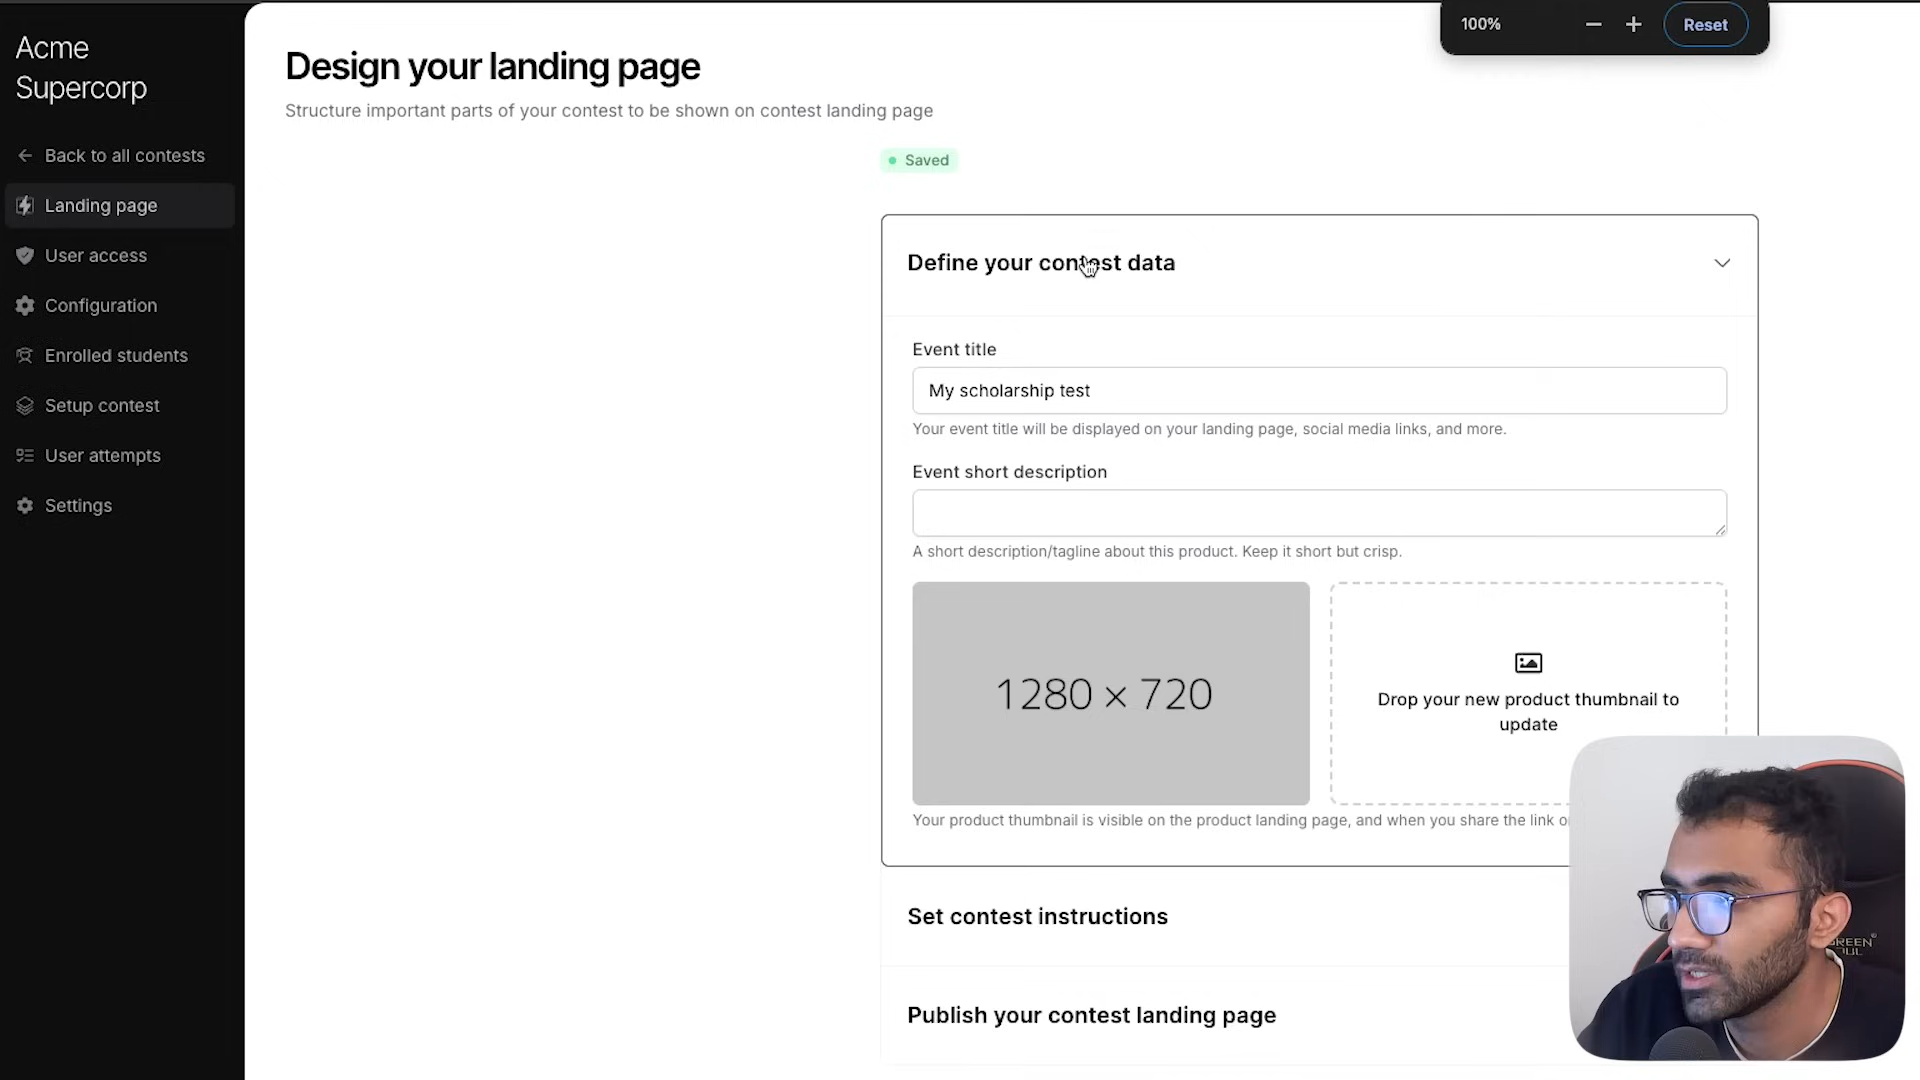 Acme
Supercorp
Back to all contests
Landing page
User access
Configuration
Enrolled students
Setup contest
User attempts
Settings
100%
Reset
Design your landing page
Structure important parts of your contest to be shown on contest landing page
Saved
Define your contest data
Event title
My scholarship test
Your event title will be displayed on your landing page, social media links, and more.
Event short description
A short description/tagline about this product. Keep it short but crisp.
1280 × 720
Drop your new product thumbnail to
update
Your product thumbnail is visible on the product landing page, and when you share the link
Set contest instructions
Publish your contest landing page